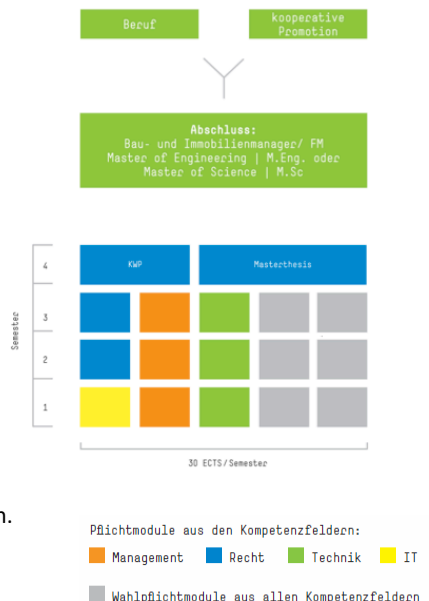 Beruf
kooperative
Promotion
Abschluss:
Bau- und Immobilienmanager/ FM
Master of Engineering | M.Eng. oder
Master of Science | M.Sc
4
KWP
Masterthesis
3
Semester
2
1
30 ECTS/Semester
n.
Pflichtmodule aus den Kompetenzfeldern:
Management
Recht
Technik
IT
Wahlpflichtmodule aus allen Kompetenzfeldern